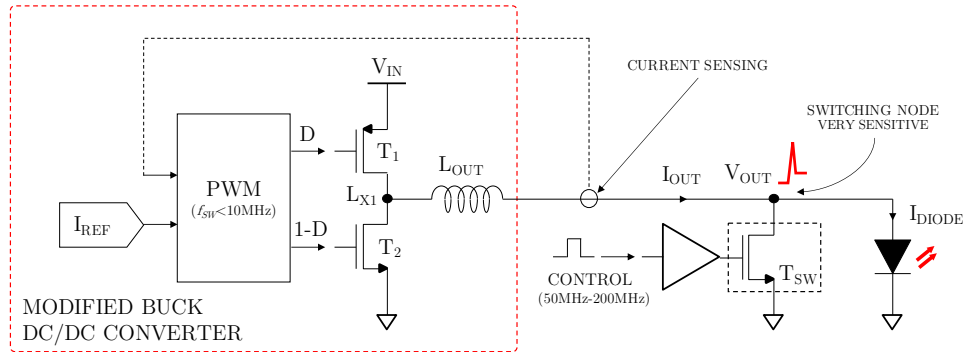 V_IN
CURRENT SENSING
SWITCHING NODE
VERY SENSITIVE
D
T_1
L_OUT
I_OUT
V_OUT
PWM
(f_SW<10MHz)
L_X1
I_REF
1-D
T_2
I_DIODE
T_SW
CONTROL
(50MHz-200MHz)
MODIFIED BUCK
DC/DC CONVERTER